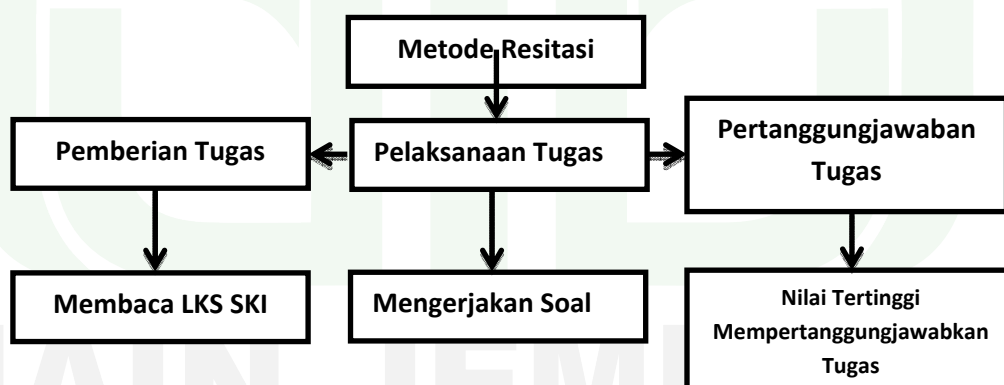 Metode Resitasi
Pemberian Tugas
Pelaksanaan Tugas
Pertanggungjawaban
Tugas
Membaca LKS SKI
Mengerjakan Soal
Nilai Tertinggi
Mempertanggungjawabkan
Tugas